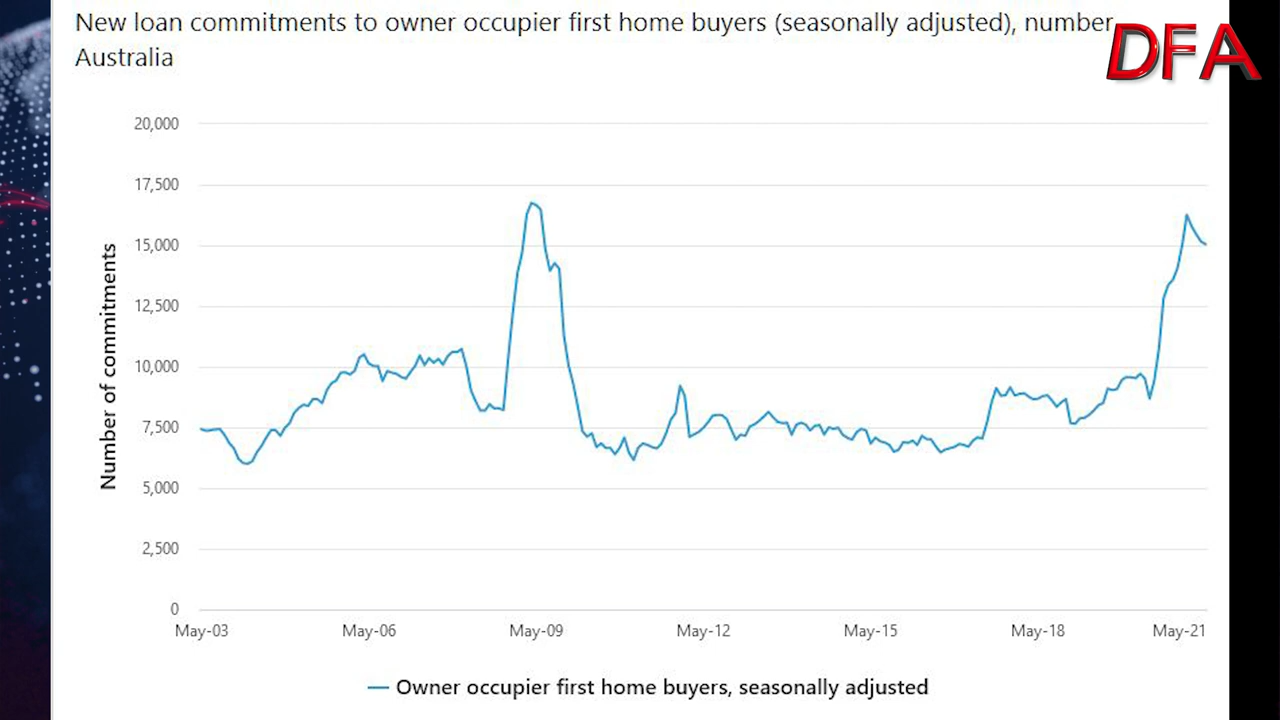 New loan commitments to owner occupier first home buyers (seasonally adjusted), number,
Australia
DFA
20,000
17,500
15,000
12,500
10,000
7,500
5,000
2,500
0
Number of commitments
May-03 May-06 May-09 May-12 May-15 May-18 May-21
Owner occupier first home buyers, seasonally adjusted